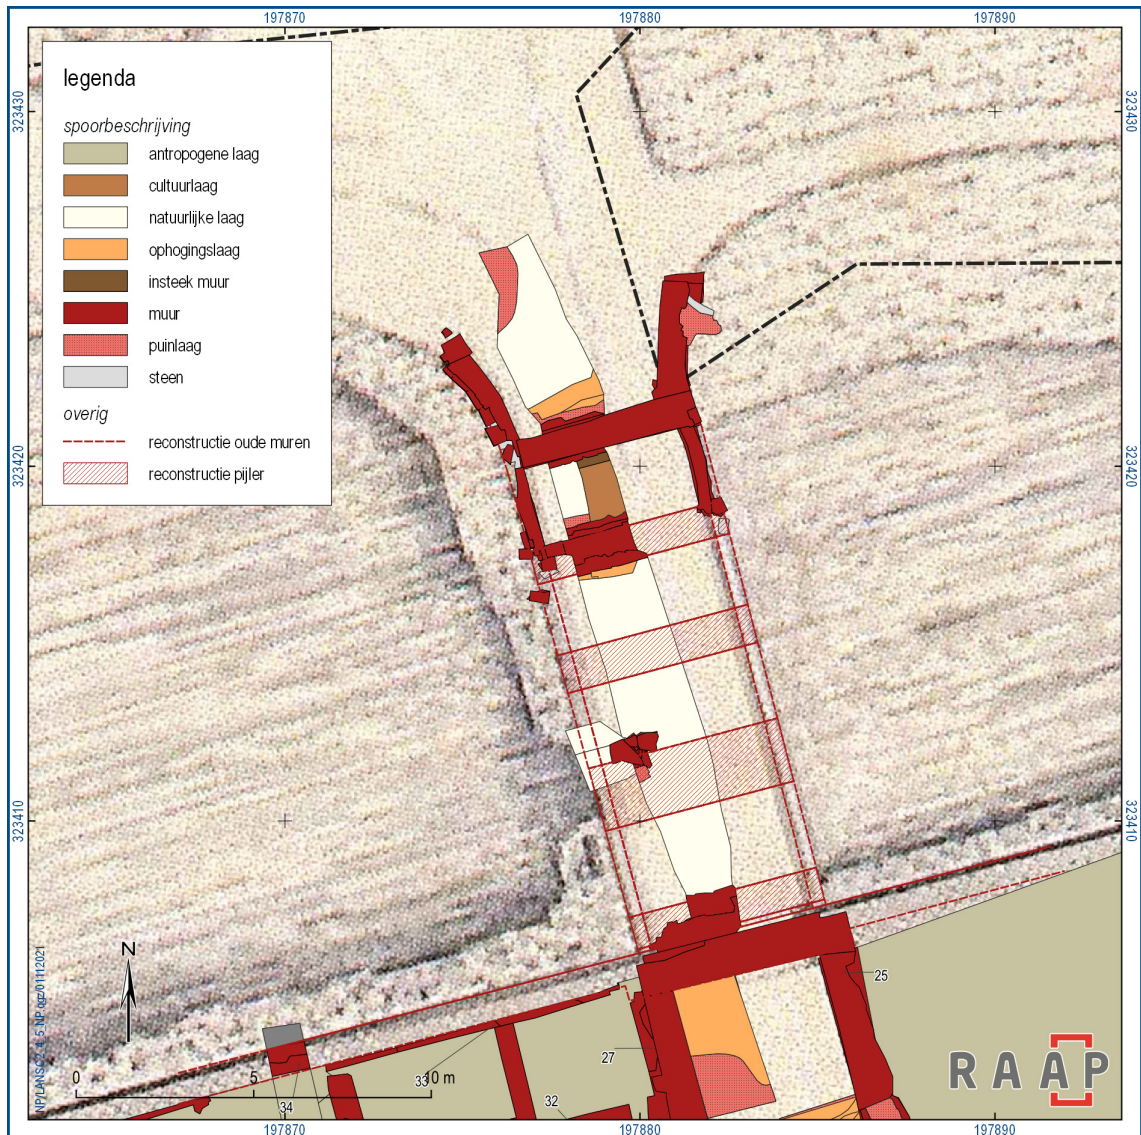 197870 197880 197890
legenda
spoorbeschrijving
antropogene laag
cultuurlaag
natuurlijke laag
ophogingslaag
insteek muur
muur
puinlaag
steen
overig
reconstructie oude muren
reconstructie pijler
323430 323430
323420 323420
323410 323410
N
25
27
33
32
34
0 5 10 m
RAAP
197870 197880 197890